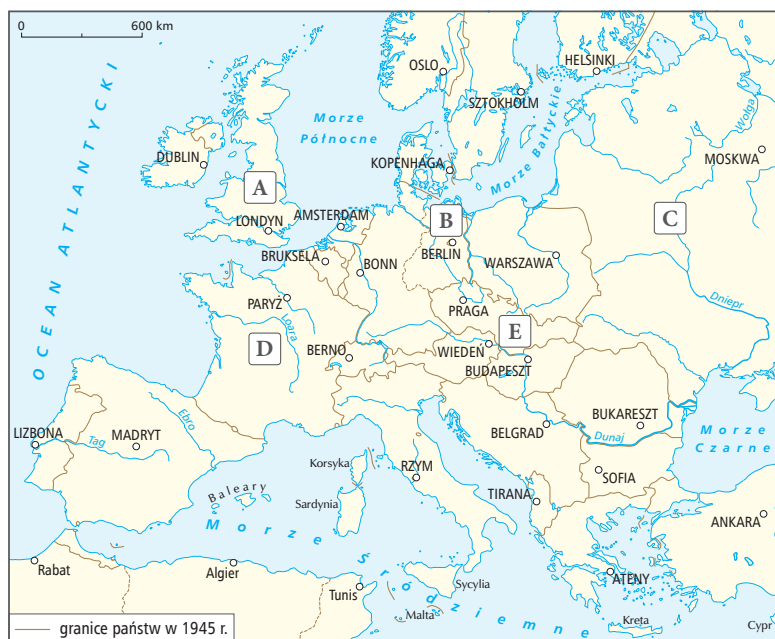 0 600 km
OCEAN ATLANTYCKI
Morze
Północne
OSLO
HELSINKI
SZTOKHOLM
Morze Bałtyckie
Wołga
MOSKWA
DUBLIN
KOPENHAGA
A
B
C
LONDYN
AMSTERDAM
BERLIN
BRUKSELA
BONN
WARSZAWA
PARYŻ
PRAGA
Dniepr
Loara
D
E
BERNO
WIEDEŃ
BUDAPESZT
LIZBONA
Tag
MADRYT
Ebro
BELGRAD
BUKARESZT
Dunaj
Morze
Czarne
Korsyka
RZYM
SOFIA
Baleary
Sardynia
TIRANA
ANKARA
Morze Śródziemne
Rabat
Algier
Tunis
Sycylia
ATENY
Malta
Kreta
Cypr
granice państw w 1945 r.